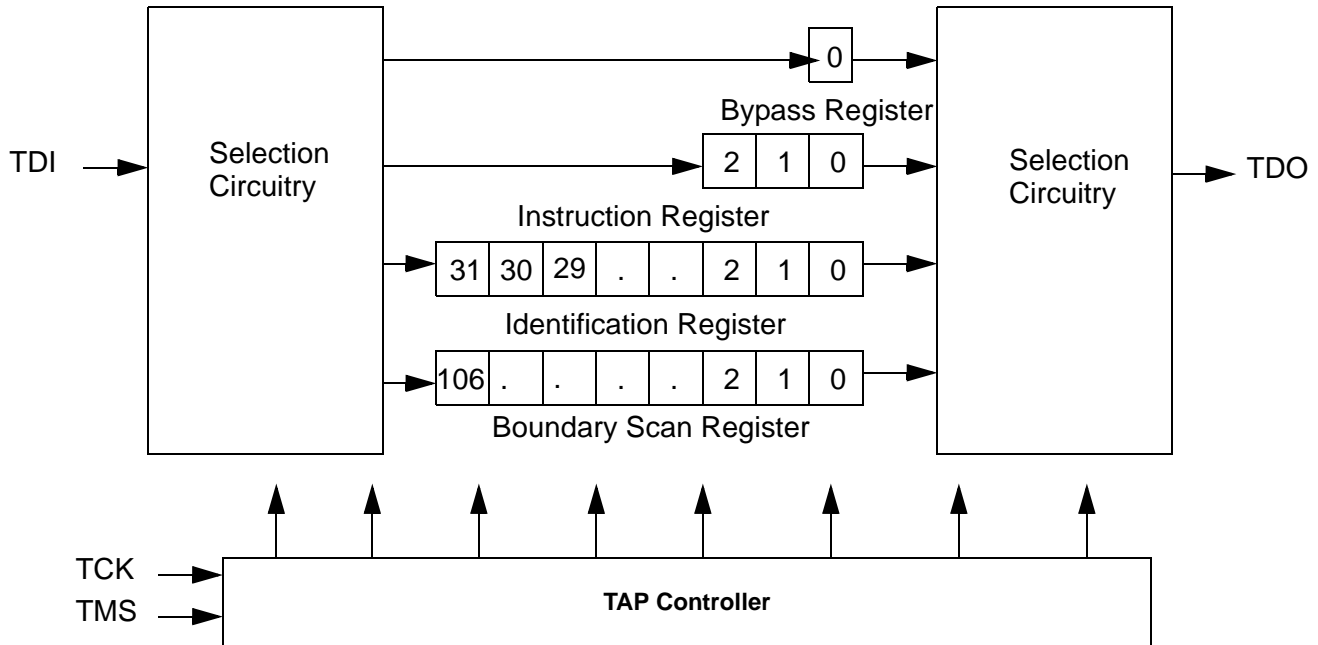 0
Bypass Register
TDI
Selection
Circuitry
2 1 0
Selection
Circuitry
TDO
Instruction Register
31 30 29 . . 2 1 0
Identification Register
106 . . . . 2 1 0
Boundary Scan Register
TCK
TMS
TAP Controller